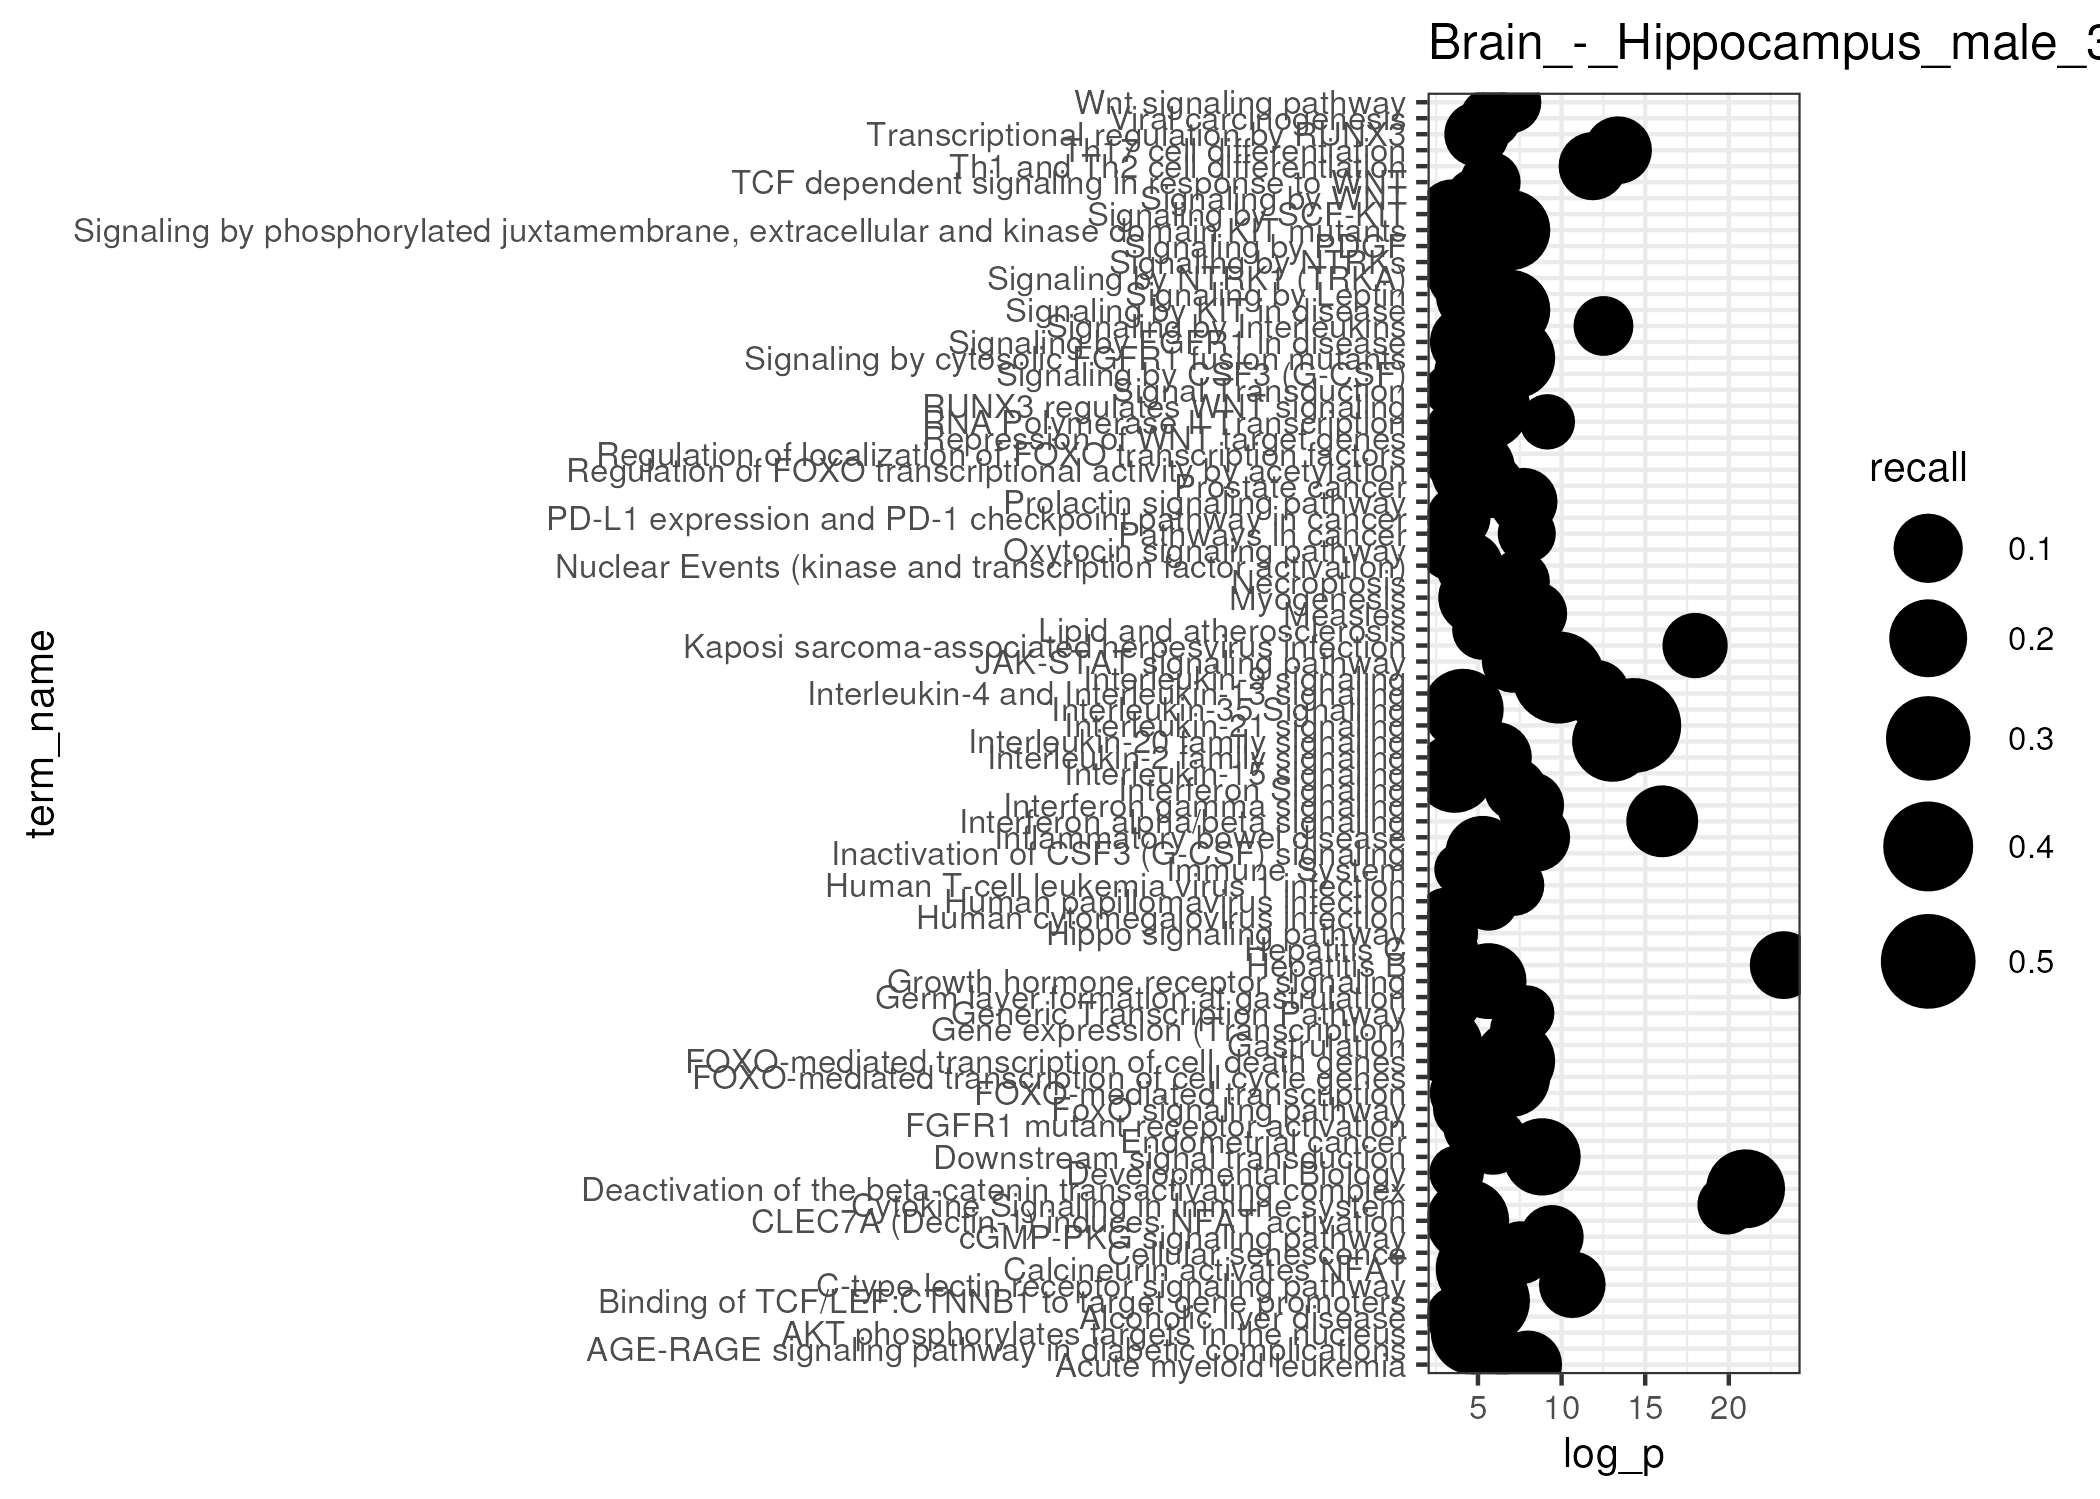 Brain_-_Hippocampus_male_3
Wnt signaling pathway
Viral carcinogenesis
Transcriptional regulation by RUNX3
Th17 cell differentiation
Th1 and Th2 cell differentiation
TCF dependent signaling in response to WNT
Signaling by WNT
Signaling by SCF-KIT
Signaling by phosphorylated juxtamembrane, extracellular and kinase domain KIT mutants
Signaling by PDGF
Signaling by NTRKs
Signaling by NTRK1 (TRKA)
Signaling by Leptin
Signaling by KIT in disease
Signaling by Interleukins
Signaling by FGFR1 in disease
Signaling by cytosolic FGFR1 fusion mutants
Signaling by CSF3 (G-CSF)
Signal Transduction
RUNX3 regulates WNT signaling
RNA Polymerase II Transcription
Repression of WNT target genes
Regulation of localization of FOXO transcription factors
Regulation of FOXO transcriptional activity by acetylation
Prostate cancer
Prolactin signaling pathway
PD-L1 expression and PD-1 checkpoint pathway in cancer
Pathways in cancer
Oxytocin signaling pathway
Nuclear Events (kinase and transcription factor activation)
Necroptosis
Myogenesis
Measles
Lipid and atherosclerosis
Kaposi sarcoma-associated herpesvirus infection
JAK-STAT signaling pathway
Interleukin-9 signaling
Interleukin-4 and Interleukin-13 signaling
Interleukin-35 Signalling
Interleukin-21 signaling
Interleukin-20 family signaling
Interleukin-2 family signaling
Interleukin-15 signaling
Interferon Signaling
Interferon gamma signaling
Interferon alpha/beta signaling
Inflammatory bowel disease
Inactivation of CSF3 (G-CSF) signaling
Immune System
Human T-cell leukemia virus 1 infection
Human papillomavirus infection
Human cytomegalovirus infection
Hippo signaling pathway
Hepatitis C
Hepatitis B
Growth hormone receptor signaling
Germ layer formation at gastrulation
Generic Transcription Pathway
Gene expression (Transcription)
Gastrulation
FOXO-mediated transcription of cell death genes
FOXO-mediated transcription of cell cycle genes
FOXO-mediated transcription
FoxO signaling pathway
FGFR1 mutant receptor activation
Endometrial cancer
Downstream signal transduction
Developmental Biology
Deactivation of the beta-catenin transactivating complex
Cytokine Signaling in Immune system
CLEC7A (Dectin-1) induces NFAT activation
cGMP-PKG signaling pathway
Cellular senescence
Calcineurin activates NFAT
C-type lectin receptor signaling pathway
Binding of TCF/LEF:CTNNB1 to target gene promoters
Alcoholic liver disease
AKT phosphorylates targets in the nucleus
AGE-RAGE signaling pathway in diabetic complications
Acute myeloid leukemia
term_name
5 10 15 20
log_p
recall
0.1
0.2
0.3
0.4
0.5